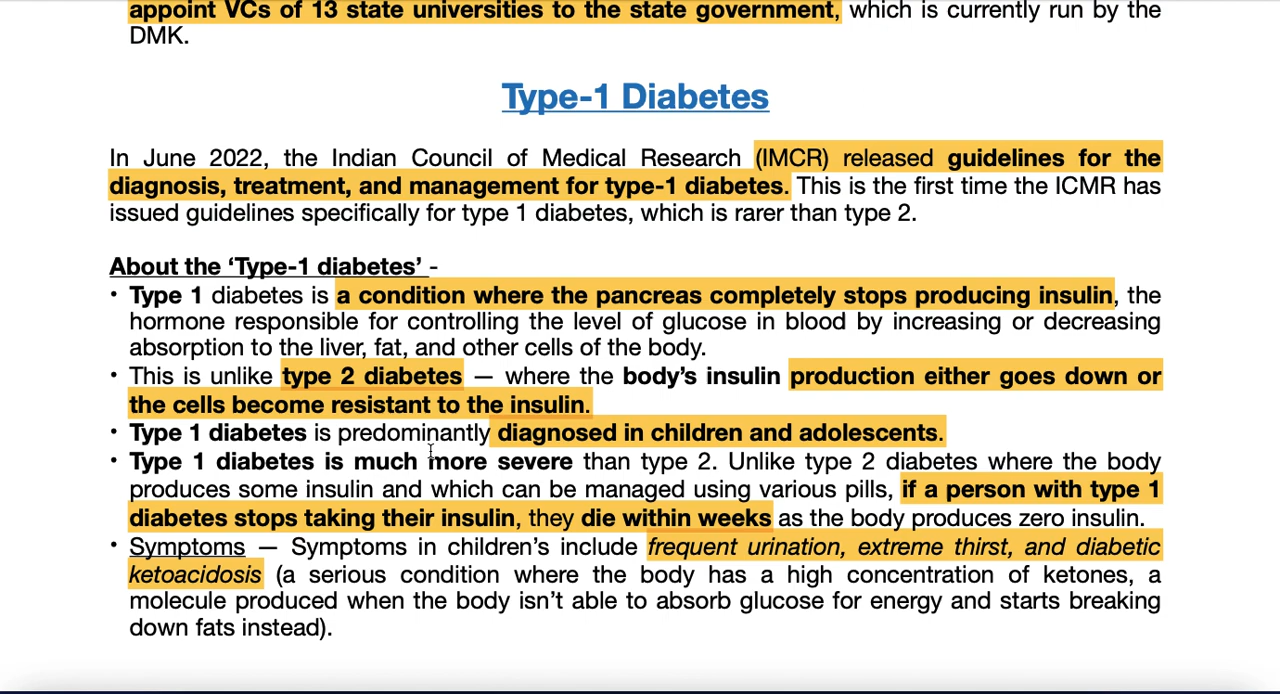 appoint VCs of 13 state universities to the state government, which is currently run by the
DMK.
Type-1 Diabetes
In June 2022, the Indian Council of Medical Research (IMCR) released guidelines for the
diagnosis, treatment, and management for type-1 diabetes. This is the first time the ICMR has
issued guidelines specifically for type 1 diabetes, which is rarer than type 2.
About the ‘Type-1 diabetes’ -
• Type 1 diabetes is a condition where the pancreas completely stops producing insulin, the
hormone responsible for controlling the level of glucose in blood by increasing or decreasing
absorption to the liver, fat, and other cells of the body.
• This is unlike type 2 diabetes — where the body’s insulin production either goes down or
the cells become resistant to the insulin.
• Type 1 diabetes is predominantly diagnosed in children and adolescents.
• Type 1 diabetes is much more severe than type 2. Unlike type 2 diabetes where the body
produces some insulin and which can be managed using various pills, if a person with type 1
diabetes stops taking their insulin, they die within weeks as the body produces zero insulin.
• Symptoms — Symptoms in children’s include frequent urination, extreme thirst, and diabetic
ketoacidosis (a serious condition where the body has a high concentration of ketones, a
molecule produced when the body isn’t able to absorb glucose for energy and starts breaking
down fats instead).